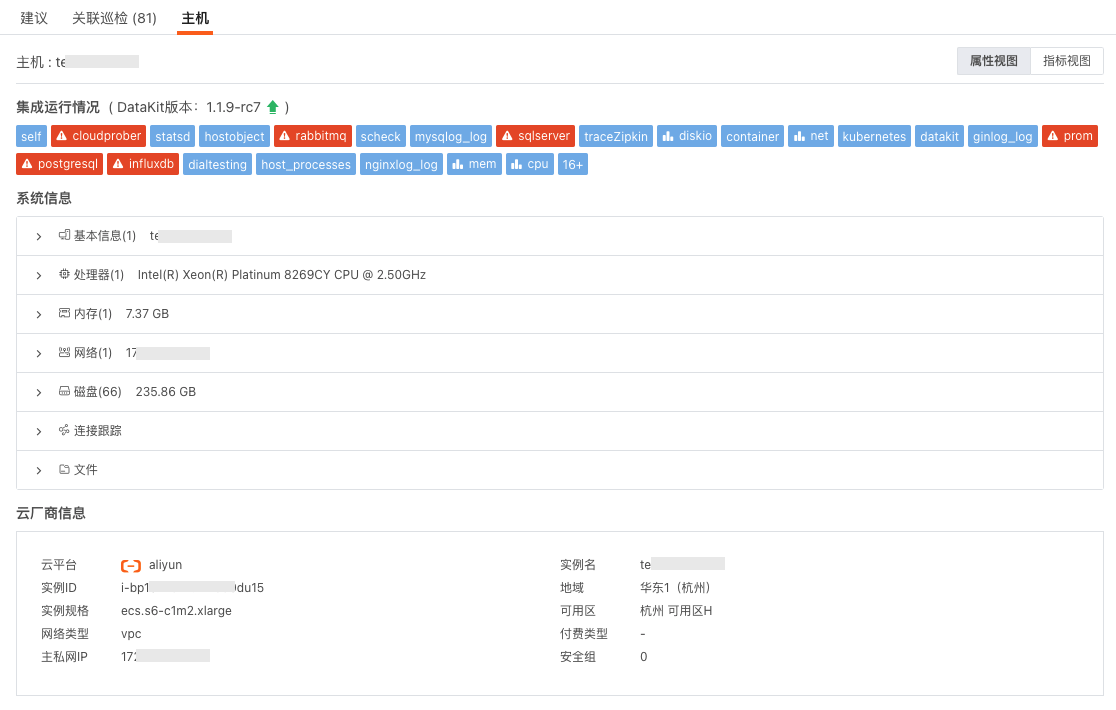 建议 关联巡检 (81) 主机
主机 : te
属性视图 指标视图
集成运行情况 ( DataKit版本: 1.1.9-rc7 )
self cloudprober statsd hostobject rabbitmq scheck mysqlog_log sqlserver traceZipkin diskio container net kubernetes datakit ginlog_log prom
postgresql influxdb dialtesting host_processes nginxlog_log mem cpu 16+
系统信息
基本信息(1) te
处理器(1) Intel(R) Xeon(R) Platinum 8269CY CPU @ 2.50GHz
内存(1) 7.37 GB
网络(1) 17
磁盘(66) 235.86 GB
连接跟踪
文件
云厂商信息
云平台 aliyun 实例名 te
实例ID i-bp1 du15 地域 华东1 (杭州)
实例规格 ecs.s6-c1m2.xlarge 可用区 杭州 可用区H
网络类型 vpc 付费类型 -
主私网IP 172 安全组 0